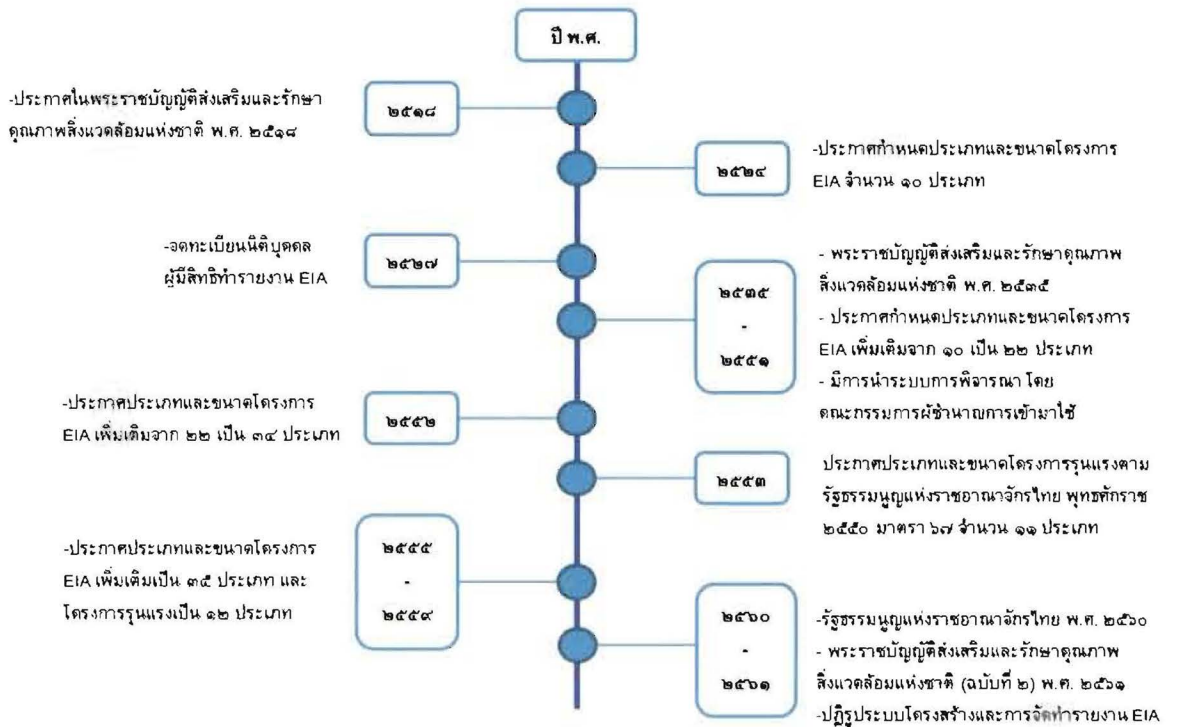 ปี พ.ศ.
-ประกาศในพระราชบัญญัติส่งเสริมและรักษา
คุณภาพสิ่งแวดล้อมแห่งชาติ พ.ศ. ๒๕๑๘
๒๕๑๘
๒๕๒๔
-ประกาศกำหนดประเภทและขนาดโครงการ
EIA จำนวน ๑๐ ประเภท
-จดทะเบียนนิติบุคคล
ผู้มีสิทธิทำรายงาน EIA
๒๕๒๗
๒๕๓๕
-
๒๕๕๑
- พระราชบัญญัติส่งเสริมและรักษาคุณภาพ
สิ่งแวดล้อมแห่งชาติ พ.ศ. ๒๕๓๕
- ประกาศกำหนดประเภทและขนาดโครงการ
EIA เพิ่มเติมจาก ๑๐ เป็น ๒๒ ประเภท
- มีการนำระบบการพิจารณา โดย
คณะกรรมการผู้ชำนาญการเข้ามาใช้
-ประกาศประเภทและขนาดโครงการ
EIA เพิ่มเติมจาก ๒๒ เป็น ๓๔ ประเภท
๒๕๕๒
๒๕๕๓
ประกาศประเภทและขนาดโครงการรุนแรงตาม
รัฐธรรมนูญแห่งราชอาณาจักรไทย พุทธศักราช
๒๕๕๐ มาตรา ๖๗ จำนวน ๑๑ ประเภท
-ประกาศประเภทและขนาดโครงการ
EIA เพิ่มเติมเป็น ๓๕ ประเภท และ
โครงการรุนแรงเป็น ๑๒ ประเภท
๒๕๕๕
-
๒๕๕๙
๒๕๖๐
-
๒๕๖๑
-รัฐธรรมนูญแห่งราชอาณาจักรไทย พ.ศ. ๒๕๖๐
- พระราชบัญญัติส่งเสริมและรักษาคุณภาพ
สิ่งแวดล้อมแห่งชาติ (ฉบับที่ ๒) พ.ศ. ๒๕๖๑
-ปฏิรูประบบโครงสร้างและการจัดทำรายงาน EIA